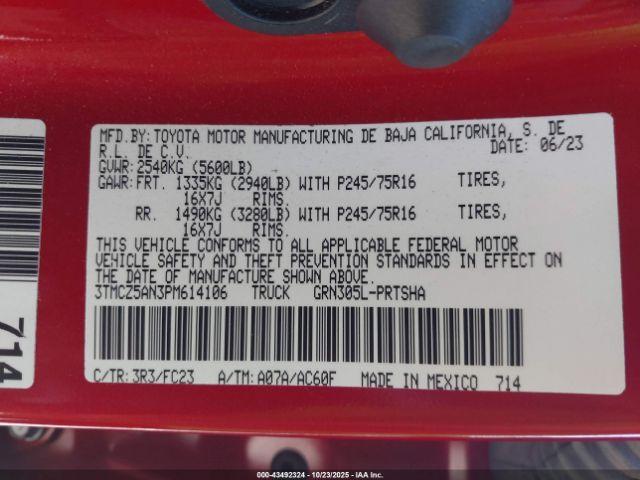 MFD.BY:TOYOTA MOTOR MANUFACTURING DE BAJA CALIFORNIA, S. DE
R.L. DE C.V. DATE: 06/23
GVWR:2540KG (5600LB)
GAWR:FRT. 1335KG (2940LB) WITH P245/75R16 TIRES,
16X7J RIMS.
RR. 1490KG (3280LB) WITH P245/75R16 TIRES,
16X7J RIMS.
THIS VEHICLE CONFORMS TO ALL APPLICABLE FEDERAL MOTOR
VEHICLE SAFETY AND THEFT PREVENTION STANDARDS IN EFFECT ON
THE DATE OF MANUFACTURE SHOWN ABOVE.
3TMCZ5AN3PM614106 TRUCK GRN305L-PRTSHA
C/TR:3R3/FC23 A/TM:A07A/AC60F MADE IN MEXICO 714
714
000-43492324 | 10/23/2025 | Copyright IAA, LLC